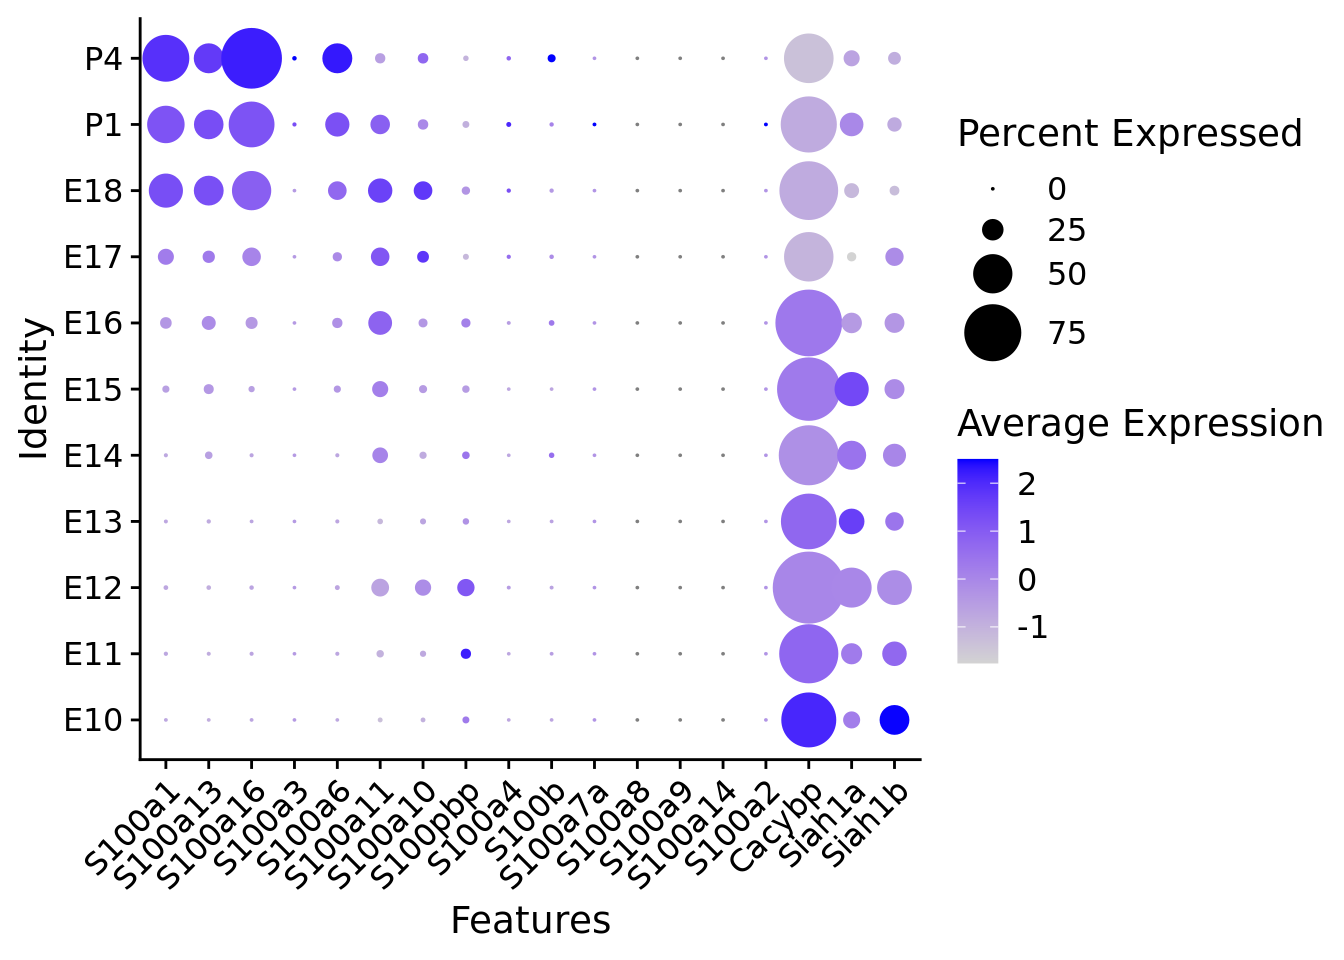 P4
P1
E18
E17
E16
E15
E14
E13
E12
E11
E10
Identity
S100a1
S100a13
S100a16
S100a3
S100a6
S100a11
S100a10
S100pbp
S100a4
S100b
S100a7a
S100a8
S100a9
S100a14
S100a2
Cacybp
Siah1a
Siah1b
Features
Percent Expressed
0
25
50
75
Average Expression
2
1
0
-1